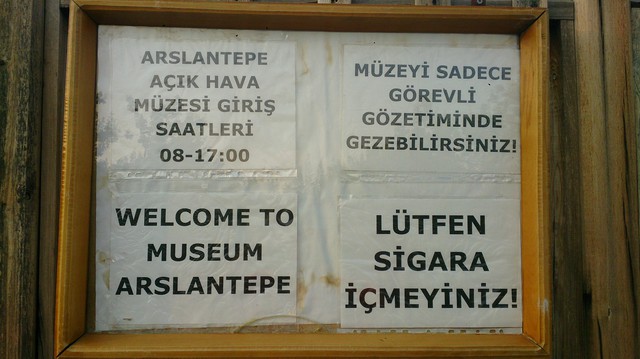 ARSLANTEPE
AÇIK HAVA
MÜZESİ GİRİŞ
SAATLERİ
08-17:00
MÜZEYİ SADECE
GÖREVLİ
GÖZETİMİNDE
GEZEBİLİRSİNİZ!
WELCOME TO
MUSEUM
ARSLANTEPE
LÜTFEN
SİGARA
İÇMEYİNİZ!